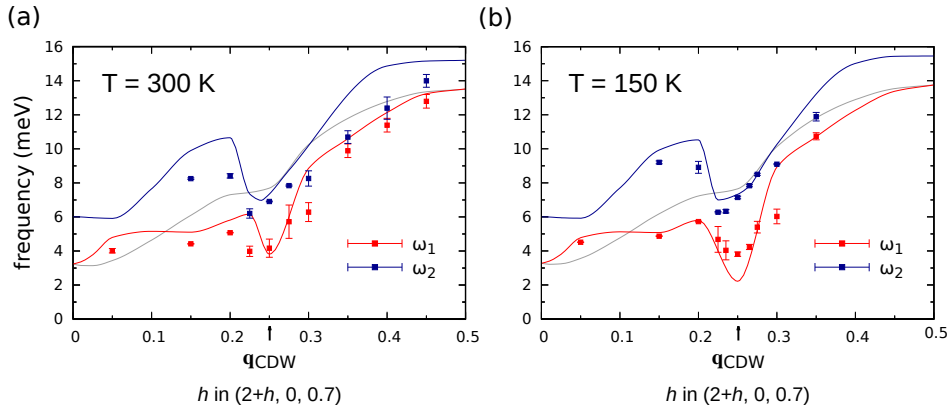 (a)
T = 300 K
frequency (meV)
16
14
12
10
8
6
4
2
0
0 0.1 0.2 0.3 0.4 0.5
ω1
ω2
qCDW
h in (2+h, 0, 0.7)
(b)
T = 150 K
16
14
12
10
8
6
4
2
0
0 0.1 0.2 0.3 0.4 0.5
ω1
ω2
qCDW
h in (2+h, 0, 0.7)